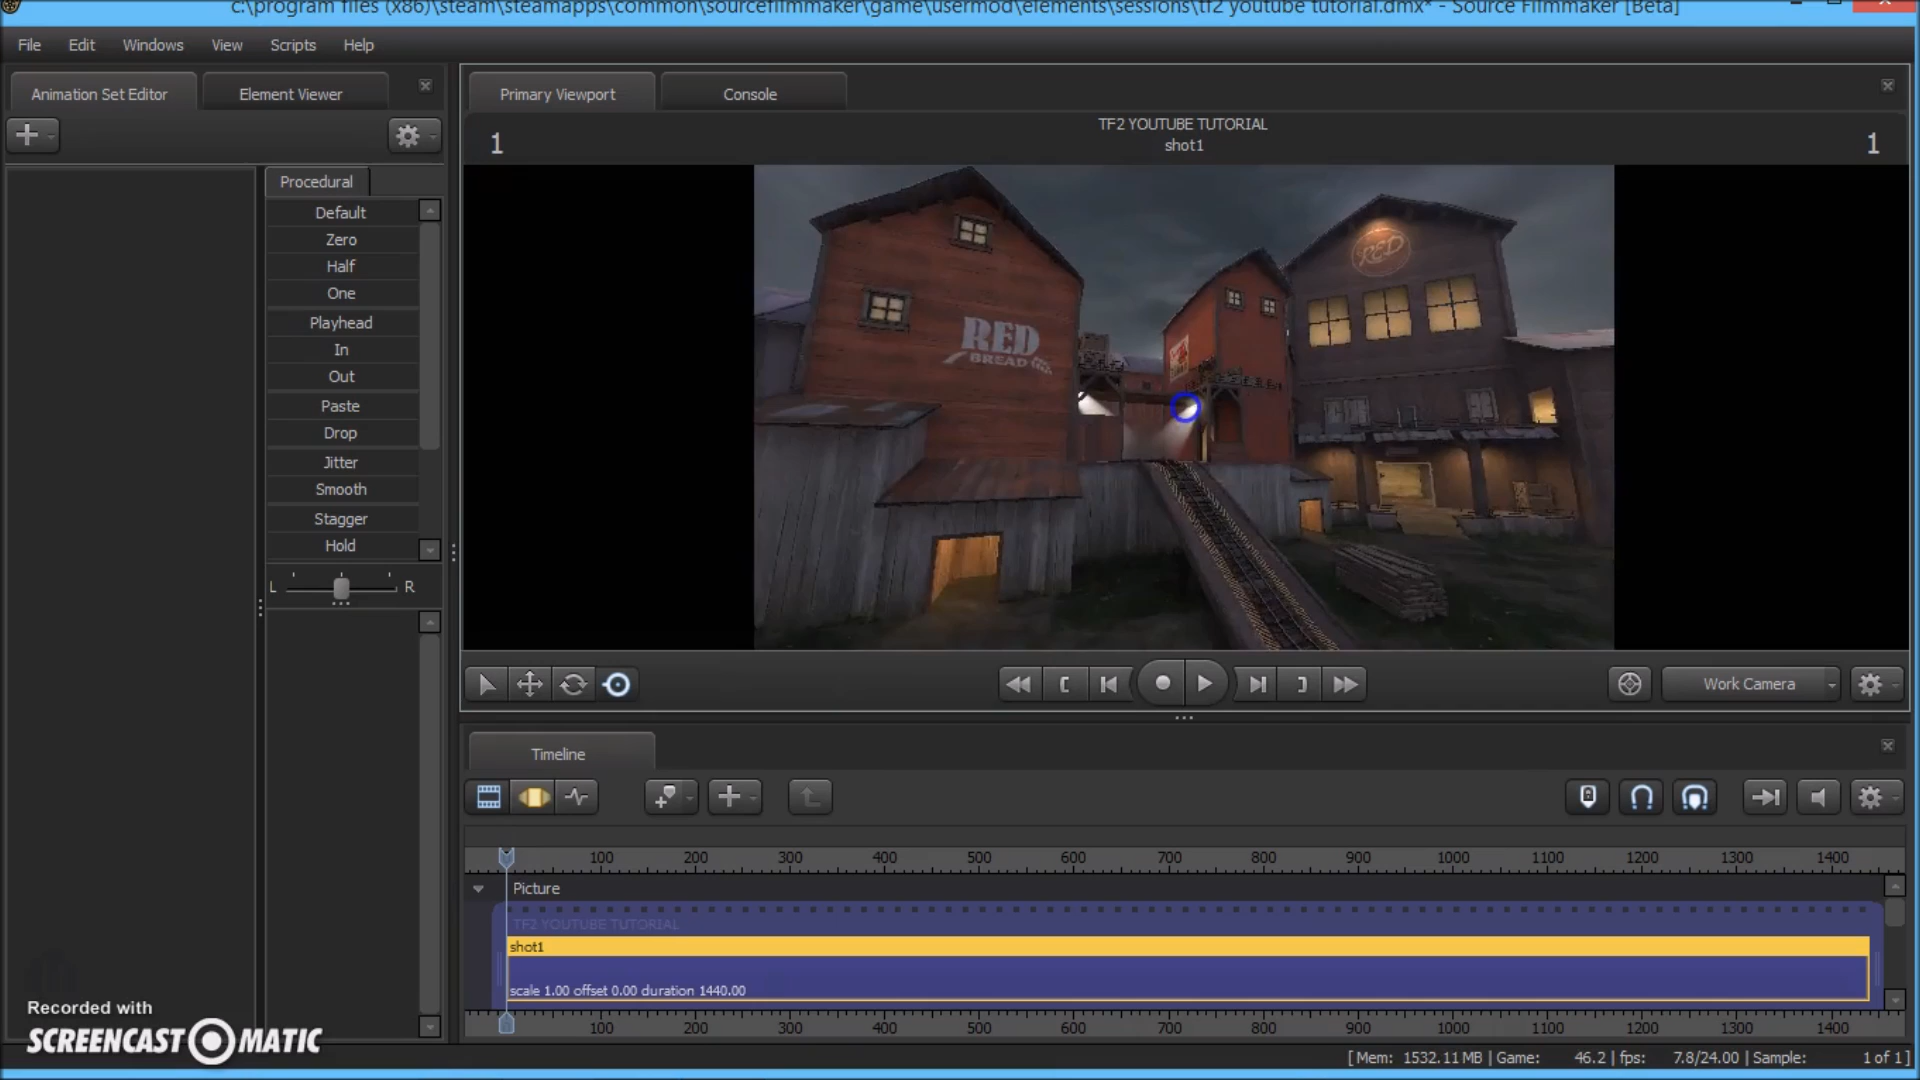 c:\program files (x86)\steam\steamapps\common\sourcefilmmaker\game\usermod\elements\sessions\tf2 youtube tutorial.dmx* - Source Filmmaker [Beta]
File Edit Windows View Scripts Help
Animation Set Editor Element Viewer
Primary Viewport Console
1 TF2 YOUTUBE TUTORIAL 1
shot1
Procedural
Default
Zero
Half
One
Playhead
In
Out
Paste
Drop
Jitter
Smooth
Stagger
Hold
L R
RED
RED
BREAD
Work Camera
Timeline
100 200 300 400 500 600 700 800 900 1000 1100 1200 1300 1400
Picture
TF2 YOUTUBE TUTORIAL
shot1
scale 1.00 offset 0.00 duration 1440.00
100 200 300 400 500 600 700 800 900 1000 1100 1200 1300 1400
Recorded with
SCREENCAST MATIC
[ Mem: 1532.11 MB | Game: 46.2 | fps: 7.8/24.00 | Sample: 1 of 1 ]